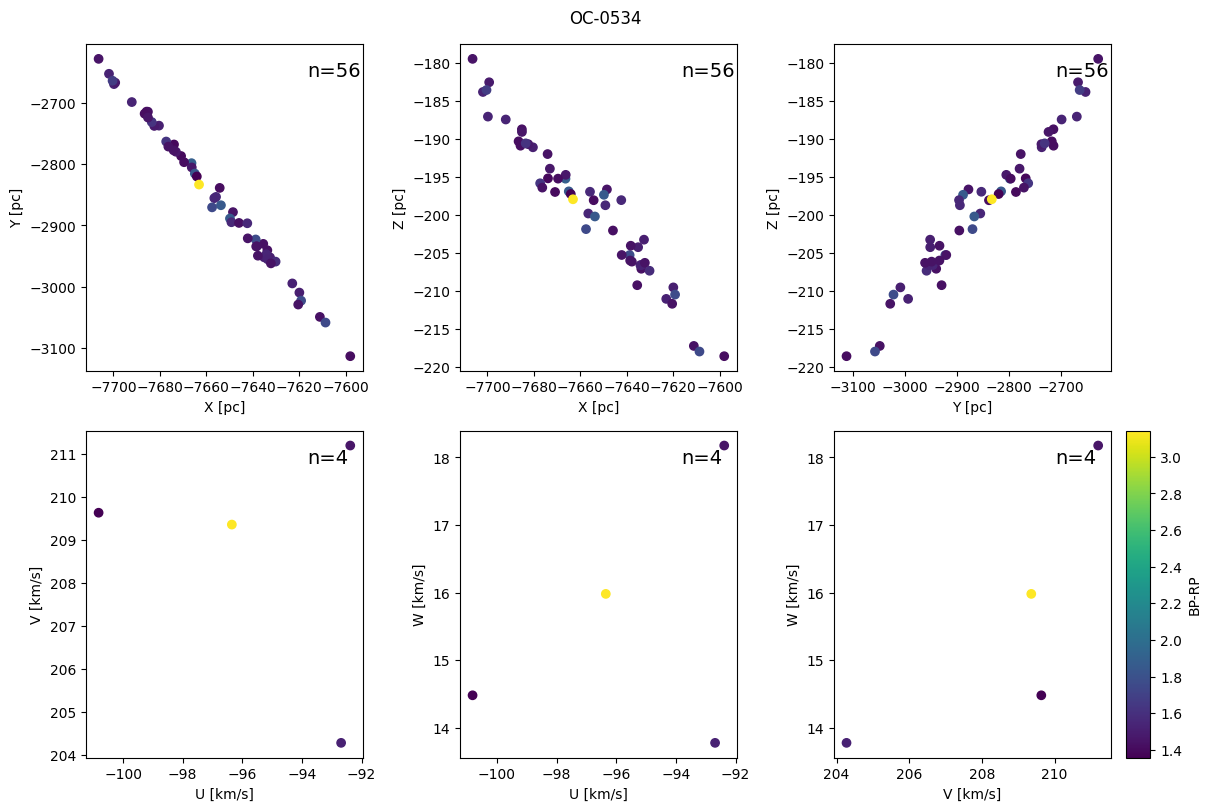 OC-0534
n=56
−2700
−2800
−2900
−3000
−3100
Y [pc]
−7700 −7680 −7660 −7640 −7620 −7600
X [pc]
n=56
−180
−185
−190
−195
−200
−205
−210
−215
−220
Z [pc]
−7700 −7680 −7660 −7640 −7620 −7600
X [pc]
n=56
−180
−185
−190
−195
−200
−205
−210
−215
−220
Z [pc]
−3100 −3000 −2900 −2800 −2700
Y [pc]
n=4
211
210
209
208
207
206
205
204
V [km/s]
−100 −98 −96 −94 −92
U [km/s]
n=4
18
17
16
15
14
W [km/s]
−100 −98 −96 −94 −92
U [km/s]
n=4
18
17
16
15
14
W [km/s]
204 206 208 210
V [km/s]
3.0
2.8
2.6
2.4
2.2
2.0
1.8
1.6
1.4
BP-RP